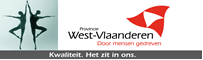 Provincie
West-Vlaanderen
Door mensen gedreven
Kwaliteit. Het zit in ons.